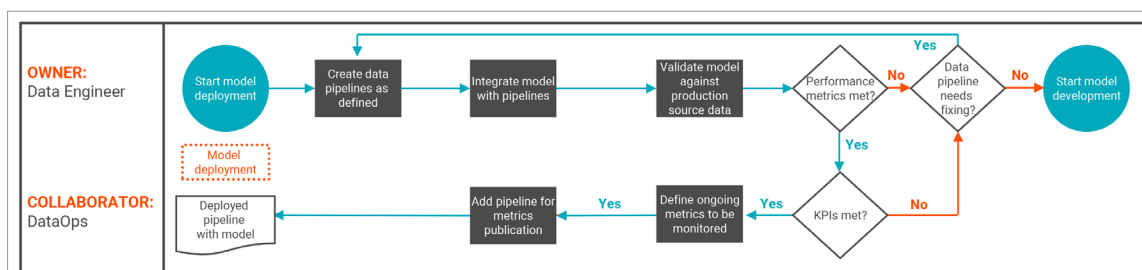 OWNER:
Data Engineer
Start model
deployment
Create data
pipelines as
defined
Integrate model
with pipelines
Validate model
against
production
source data
Performance
metrics met?
No
Yes
Data
pipeline
needs
fixing?
Yes
No
Start model
development
Model
deployment
COLLABORATOR:
DataOps
Deployed
pipeline
with model
Add pipeline for
metrics
publication
Yes
Define ongoing
metrics to be
monitored
Yes
KPIs met?
No